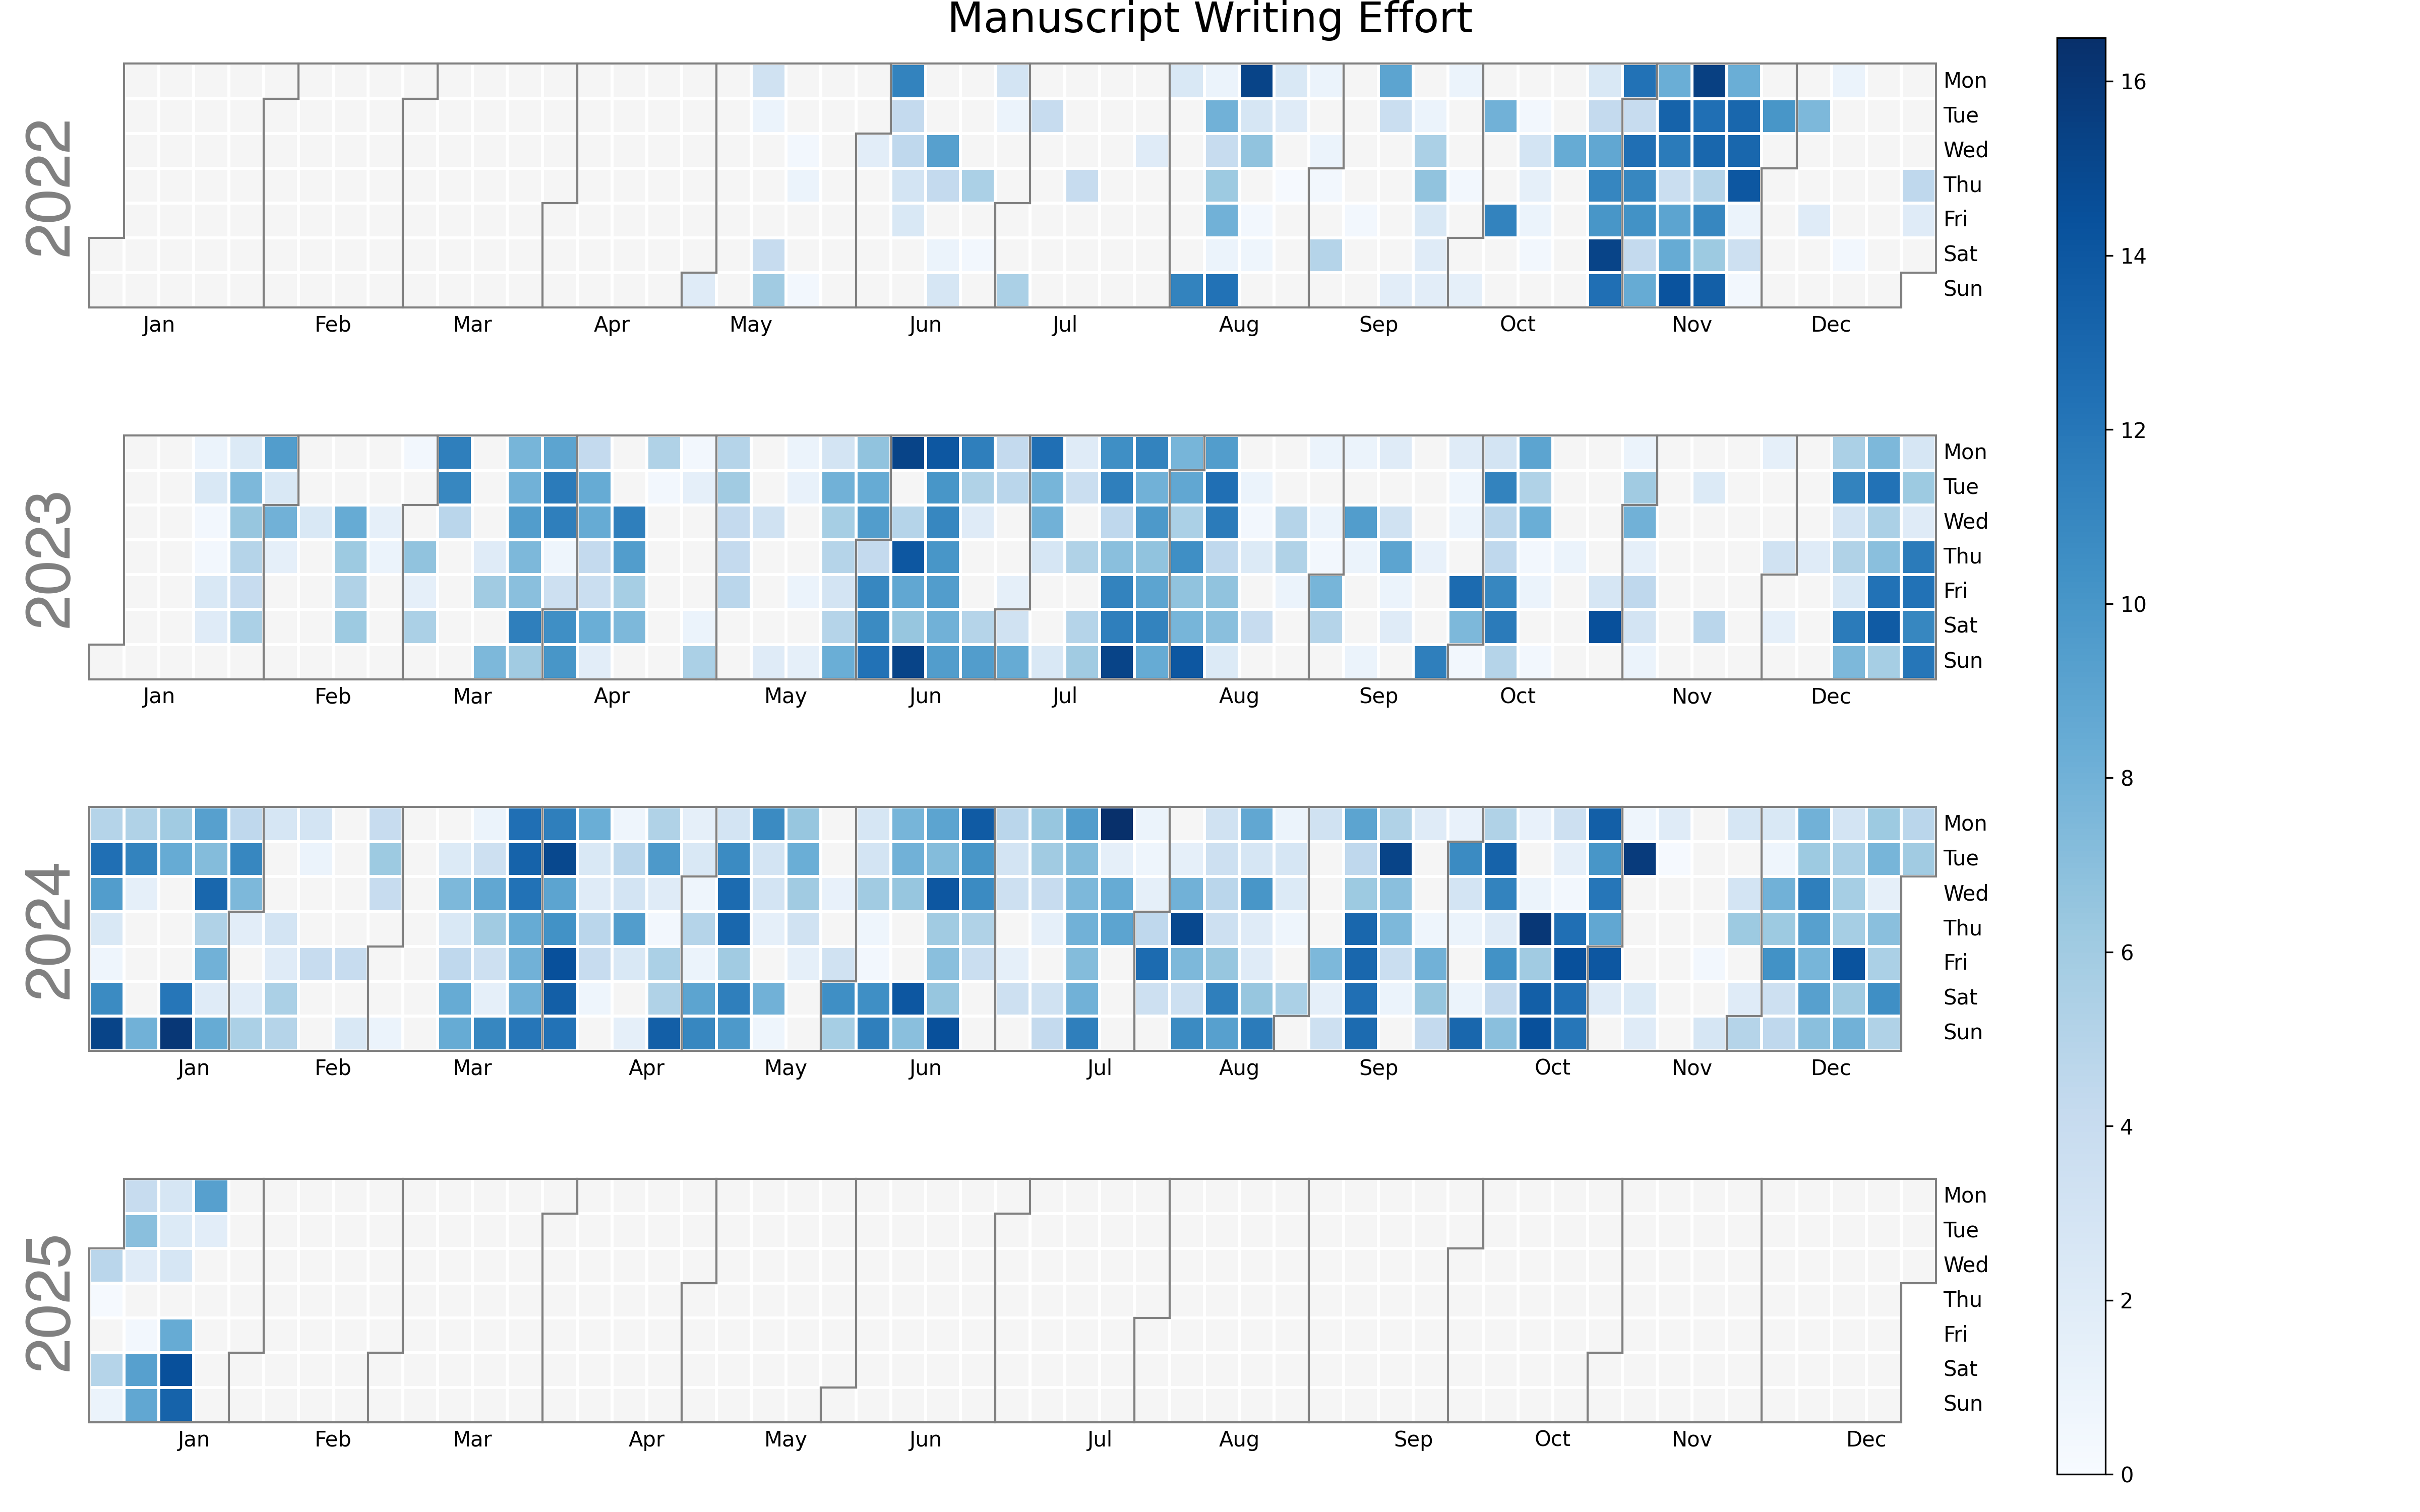 Manuscript Writing Effort
2022
Mon
Tue
Wed
Thu
Fri
Sat
Sun
Jan Feb Mar Apr May Jun Jul Aug Sep Oct Nov Dec
2023
Mon
Tue
Wed
Thu
Fri
Sat
Sun
Jan Feb Mar Apr May Jun Jul Aug Sep Oct Nov Dec
2024
Mon
Tue
Wed
Thu
Fri
Sat
Sun
Jan Feb Mar Apr May Jun Jul Aug Sep Oct Nov Dec
2025
Mon
Tue
Wed
Thu
Fri
Sat
Sun
Jan Feb Mar Apr May Jun Jul Aug Sep Oct Nov Dec
16
14
12
10
8
6
4
2
0